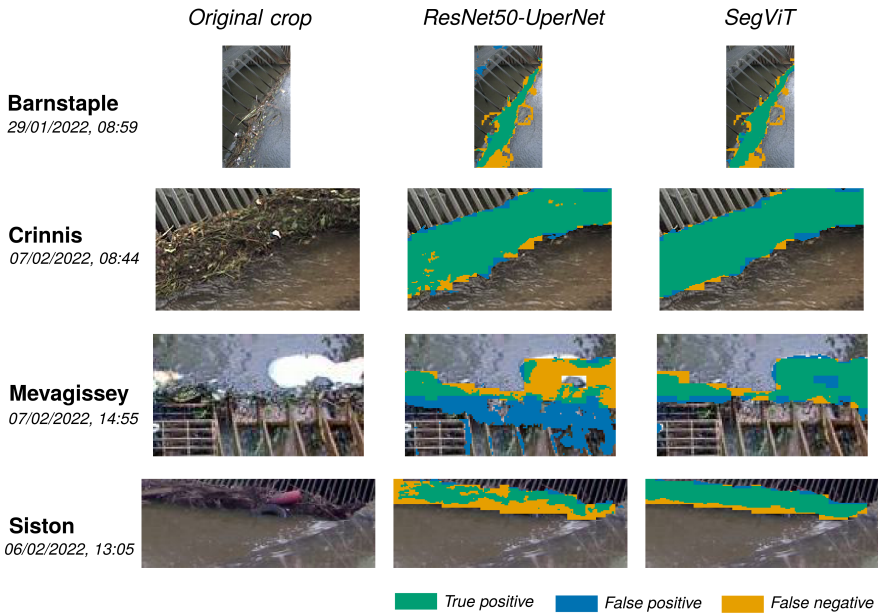 Original crop
ResNet50-UperNet
SegViT
Barnstaple
29/01/2022, 08:59
Crinnis
07/02/2022, 08:44
Mevagissey
07/02/2022, 14:55
Siston
06/02/2022, 13:05
True positive
False positive
False negative